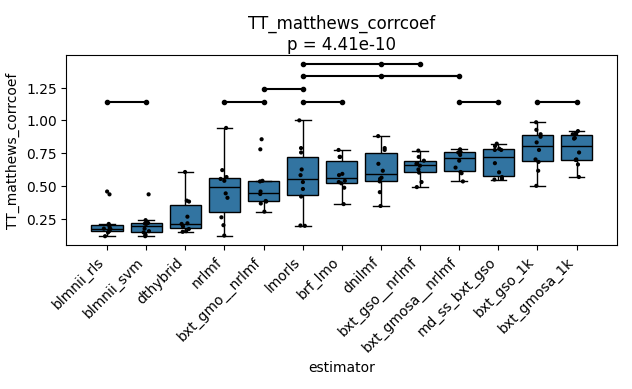 TT_matthews_corrcoef
p = 4.41e-10
TT_matthews_corrcoef
1.25
1.00
0.75
0.50
0.25
blmnii_rls
blmnii_svm
dthybrid
nrlmf
bxt_gmo__nrlmf
lmorls
brf_lmo
dnilmf
bxt_gso__nrlmf
bxt_gmosa__nrlmf
md_ss_bxt_gso
bxt_gso_1k
bxt_gmosa_1k
estimator